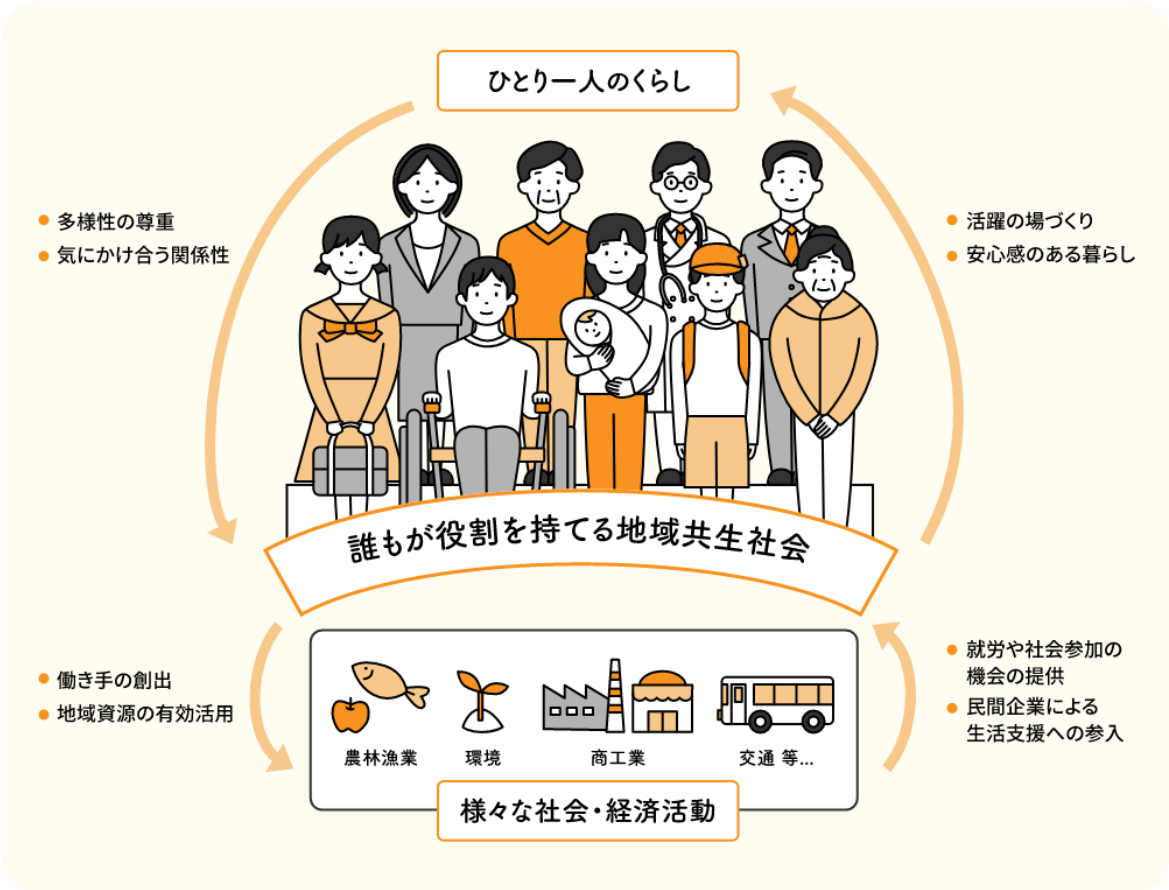 ひとり一人のくらし
● 多様性の尊重
● 気にかけ合う関係性
● 活躍の場づくり
● 安心感のある暮らし
誰もが役割を持てる地域共生社会
● 働き手の創出
● 地域資源の有効活用
● 就労や社会参加の
機会の提供
● 民間企業による
生活支援への参入
農林漁業 環境 商工業 交通 等...
様々な社会・経済活動